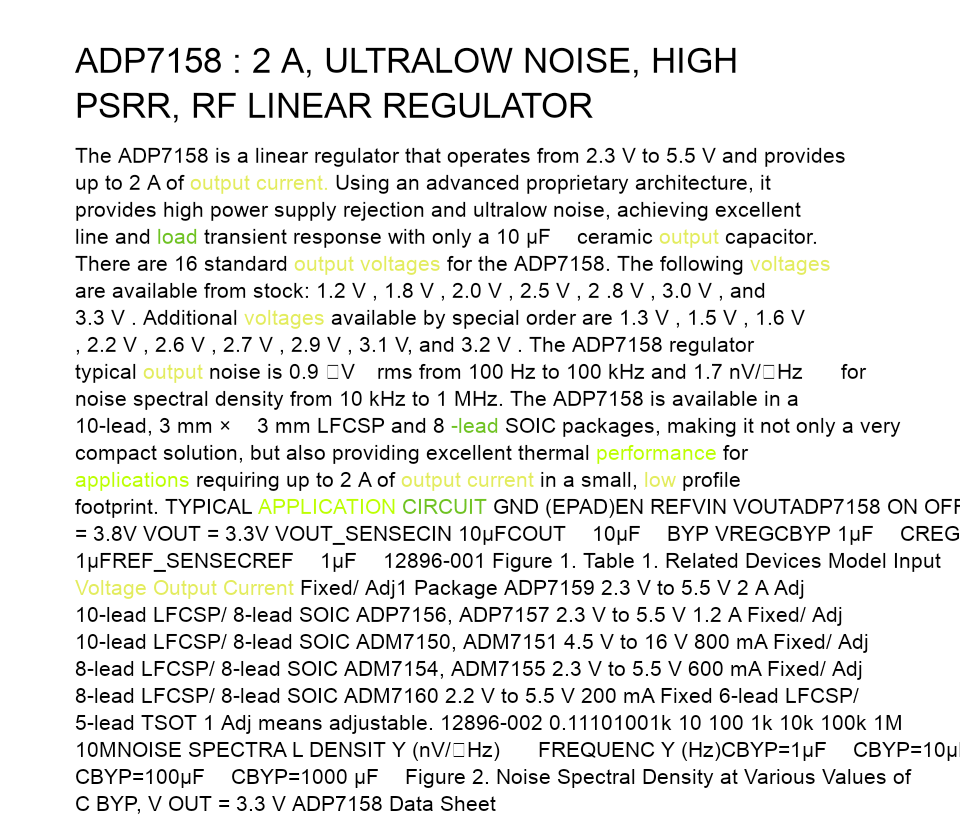 ADP7158 : 2 A, ULTRALOW NOISE, HIGH
PSRR, RF LINEAR REGULATOR
The ADP7158 is a linear regulator that operates from 2.3 V to 5.5 V and provides
up to 2 A of output current. Using an advanced proprietary architecture, it
provides high power supply rejection and ultralow noise, achieving excellent
line and load transient response with only a 10 μF ceramic output capacitor.
There are 16 standard output voltages for the ADP7158. The following voltages
are available from stock: 1.2 V , 1.8 V , 2.0 V , 2.5 V , 2 .8 V , 3.0 V , and
3.3 V . Additional voltages available by special order are 1.3 V , 1.5 V , 1.6 V
, 2.2 V , 2.6 V , 2.7 V , 2.9 V , 3.1 V, and 3.2 V . The ADP7158 regulator
typical output noise is 0.9 □V rms from 100 Hz to 100 kHz and 1.7 nV/□Hz for
noise spectral density from 10 kHz to 1 MHz. The ADP7158 is available in a
10-lead, 3 mm × 3 mm LFCSP and 8 -lead SOIC packages, making it not only a very
compact solution, but also providing excellent thermal performance for
applications requiring up to 2 A of output current in a small, low profile
footprint. TYPICAL APPLICATION CIRCUIT GND (EPAD)EN REFVIN VOUTADP7158 ON OFF
= 3.8V VOUT = 3.3V VOUT_SENSECIN 10μFCOUT 10μF BYP VREGCBYP 1μF CREG
1μFREF_SENSECREF 1μF 12896-001 Figure 1. Table 1. Related Devices Model Input
Voltage Output Current Fixed/ Adj1 Package ADP7159 2.3 V to 5.5 V 2 A Adj
10-lead LFCSP/ 8-lead SOIC ADP7156, ADP7157 2.3 V to 5.5 V 1.2 A Fixed/ Adj
10-lead LFCSP/ 8-lead SOIC ADM7150, ADM7151 4.5 V to 16 V 800 mA Fixed/ Adj
8-lead LFCSP/ 8-lead SOIC ADM7154, ADM7155 2.3 V to 5.5 V 600 mA Fixed/ Adj
8-lead LFCSP/ 8-lead SOIC ADM7160 2.2 V to 5.5 V 200 mA Fixed 6-lead LFCSP/
5-lead TSOT 1 Adj means adjustable. 12896-002 0.11101001k 10 100 1k 10k 100k 1M
10MNOISE SPECTRA L DENSIT Y (nV/□Hz) FREQUENC Y (Hz)CBYP=1μF CBYP=10μF
CBYP=100μF CBYP=1000 μF Figure 2. Noise Spectral Density at Various Values of
C BYP, V OUT = 3.3 V ADP7158 Data Sheet